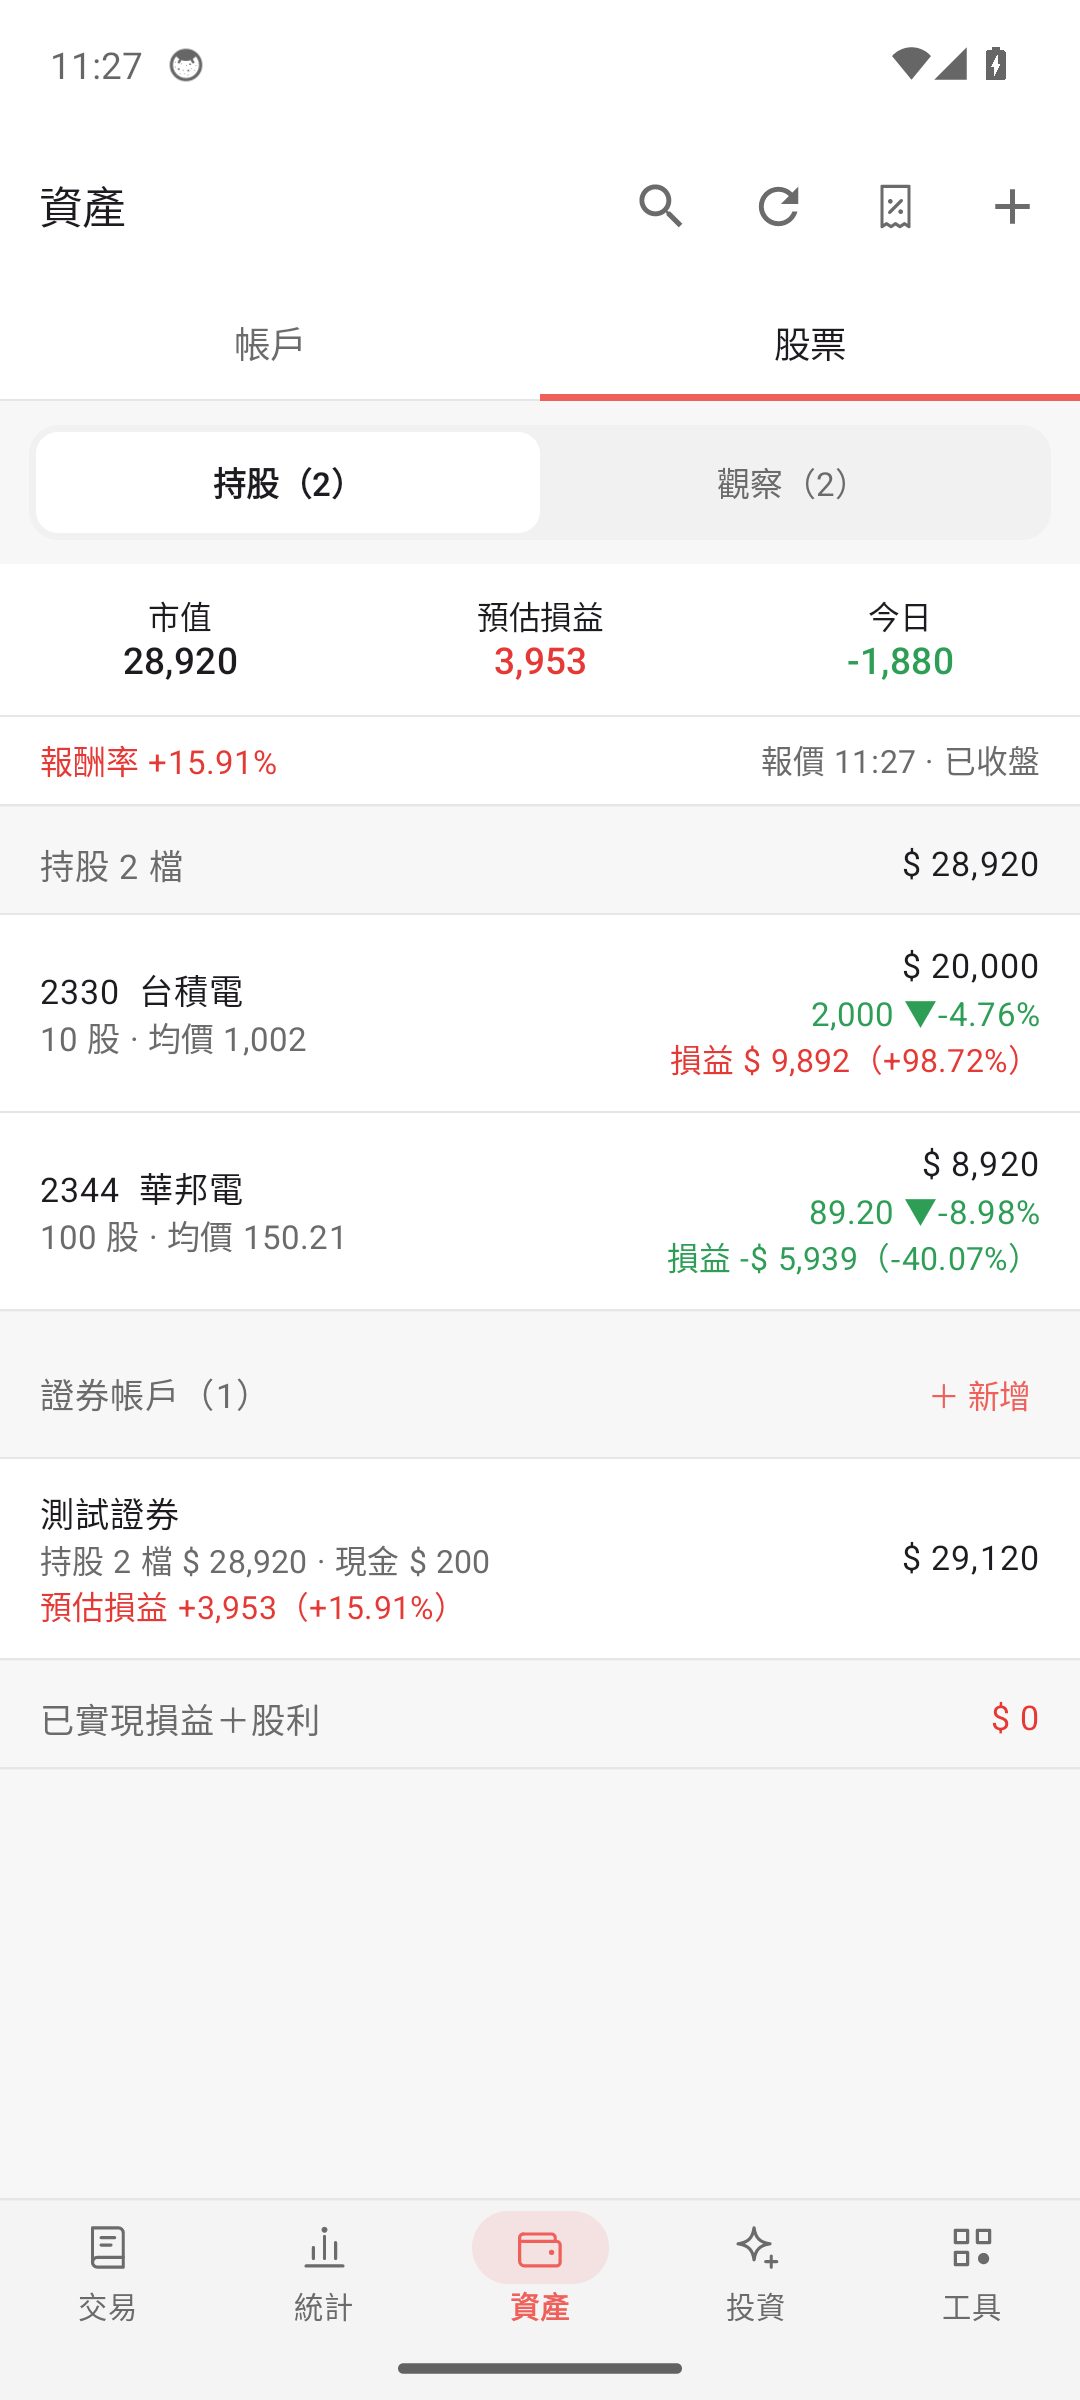 11:27
資產
帳戶
股票
持股（2）
觀察（2）
市值
預估損益
今日
28,920
3,953
-1,880
報酬率 +15.91%
報價 11:27 · 已收盤
持股 2 檔
$ 28,920
2330 台積電
10 股 · 均價 1,002
$ 20,000
2,000 ▼-4.76%
損益 $ 9,892（+98.72%）
2344 華邦電
100 股 · 均價 150.21
$ 8,920
89.20 ▼-8.98%
損益 -$ 5,939（-40.07%）
證券帳戶（1）
＋ 新增
測試證券
持股 2 檔 $ 28,920 · 現金 $ 200
預估損益 +3,953（+15.91%）
$ 29,120
已實現損益＋股利
$ 0
交易
統計
資產
投資
工具